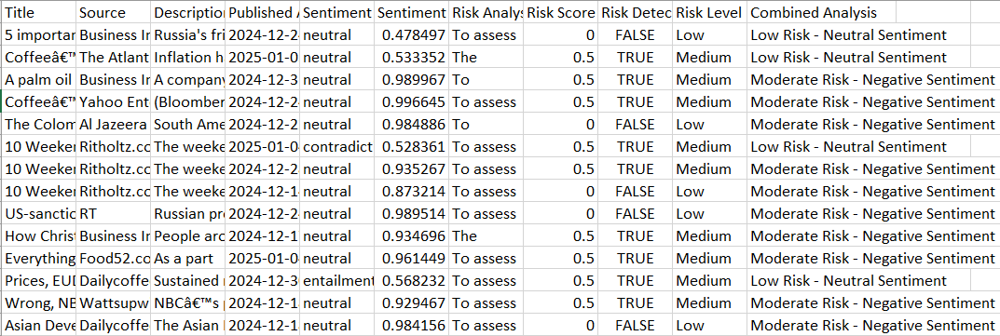 Title Source Description Published A Sentiment Sentiment Risk Analys Risk Score Risk Detec Risk Level Combined Analysis
5 importan Business In Russia's fri 2024-12-2 neutral 0.478497 To assess 0 FALSE Low Low Risk - Neutral Sentiment
Coffeeâ€™ The Atlant Inflation h 2025-01-0 neutral 0.533352 The 0.5 TRUE Medium Low Risk - Neutral Sentiment
A palm oil Business In A company 2024-12-3 neutral 0.989967 To 0.5 TRUE Medium Moderate Risk - Negative Sentiment
Coffeeâ€™ Yahoo Ent (Bloomber 2024-12-2 neutral 0.996645 To assess 0.5 TRUE Medium Moderate Risk - Negative Sentiment
The Colom Al Jazeera South Ame 2024-12-2 neutral 0.984886 To 0 FALSE Low Moderate Risk - Negative Sentiment
10 Weeken Ritholtz.co The weeke 2025-01-0 contradict 0.528361 To assess 0.5 TRUE Medium Low Risk - Neutral Sentiment
10 Weeken Ritholtz.co The weeke 2024-12-2 neutral 0.935267 To assess 0.5 TRUE Medium Moderate Risk - Negative Sentiment
10 Weeken Ritholtz.co The weeke 2024-12-1 neutral 0.873214 To assess 0 FALSE Low Moderate Risk - Negative Sentiment
US-sanctio RT Russian pr 2024-12-2 neutral 0.989514 To assess 0 FALSE Low Moderate Risk - Negative Sentiment
How Christ Business In People aro 2024-12-1 neutral 0.934696 The 0.5 TRUE Medium Moderate Risk - Negative Sentiment
Everything Food52.co As a part 2025-01-0 neutral 0.961449 To assess 0.5 TRUE Medium Moderate Risk - Negative Sentiment
Prices, EUD Dailycoffe Sustained 2024-12-3 entailment 0.568232 To assess 0.5 TRUE Medium Low Risk - Neutral Sentiment
Wrong, NB Wattsupw NBCâ€™s 2024-12-1 neutral 0.929467 To assess 0.5 TRUE Medium Moderate Risk - Negative Sentiment
Asian Deve Dailycoffe The Asian 2024-12-1 neutral 0.984156 To assess 0 FALSE Low Moderate Risk - Negative Sentiment